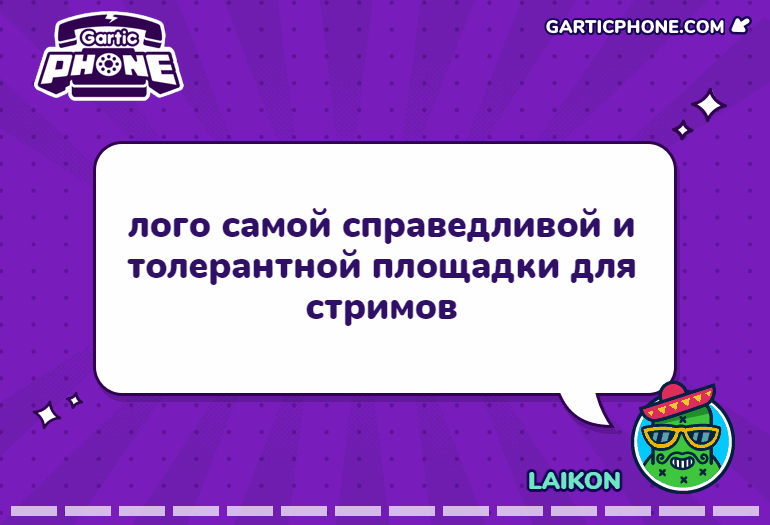 Gartic
PHONE
GARTICPHONE.COM
лого самой справедливой и
толерантной площадки для
стримов
LAIKON